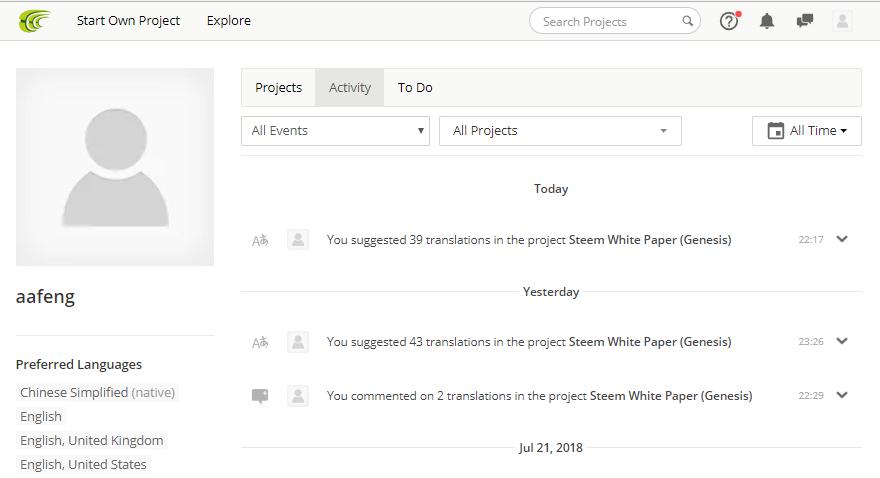 Start Own Project Explore Search Projects
Projects Activity To Do
All Events All Projects All Time
Today
You suggested 39 translations in the project Steem White Paper (Genesis) 22:17
aafeng
Yesterday
You suggested 43 translations in the project Steem White Paper (Genesis) 23:26
You commented on 2 translations in the project Steem White Paper (Genesis) 22:29
Jul 21, 2018
Preferred Languages
Chinese Simplified (native)
English
English, United Kingdom
English, United States